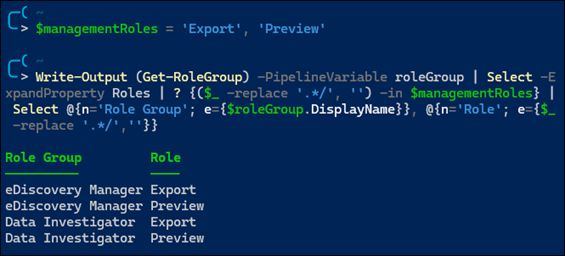 ~
> $managementRoles = 'Export', 'Preview'
~
> Write-Output (Get-RoleGroup) -PipelineVariable roleGroup | Select -E
xpandProperty Roles | ? {($_ -replace '.*/', '') -in $managementRoles} |
Select @{n='Role Group'; e={$roleGroup.DisplayName}}, @{n='Role'; e={$_
-replace '.*/',''}}
Role Group Role
eDiscovery Manager Export
eDiscovery Manager Preview
Data Investigator Export
Data Investigator Preview